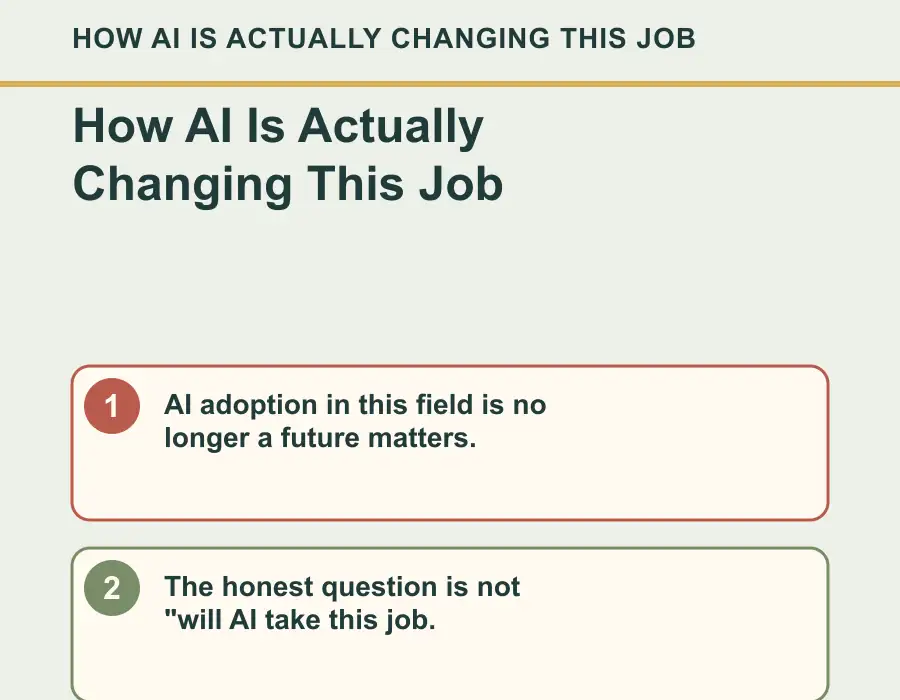 HOW AI IS ACTUALLY CHANGING THIS JOB
How AI Is Actually
Changing This Job
1
AI adoption in this field is no
longer a future matters.
2
The honest question is not
"will AI take this job.